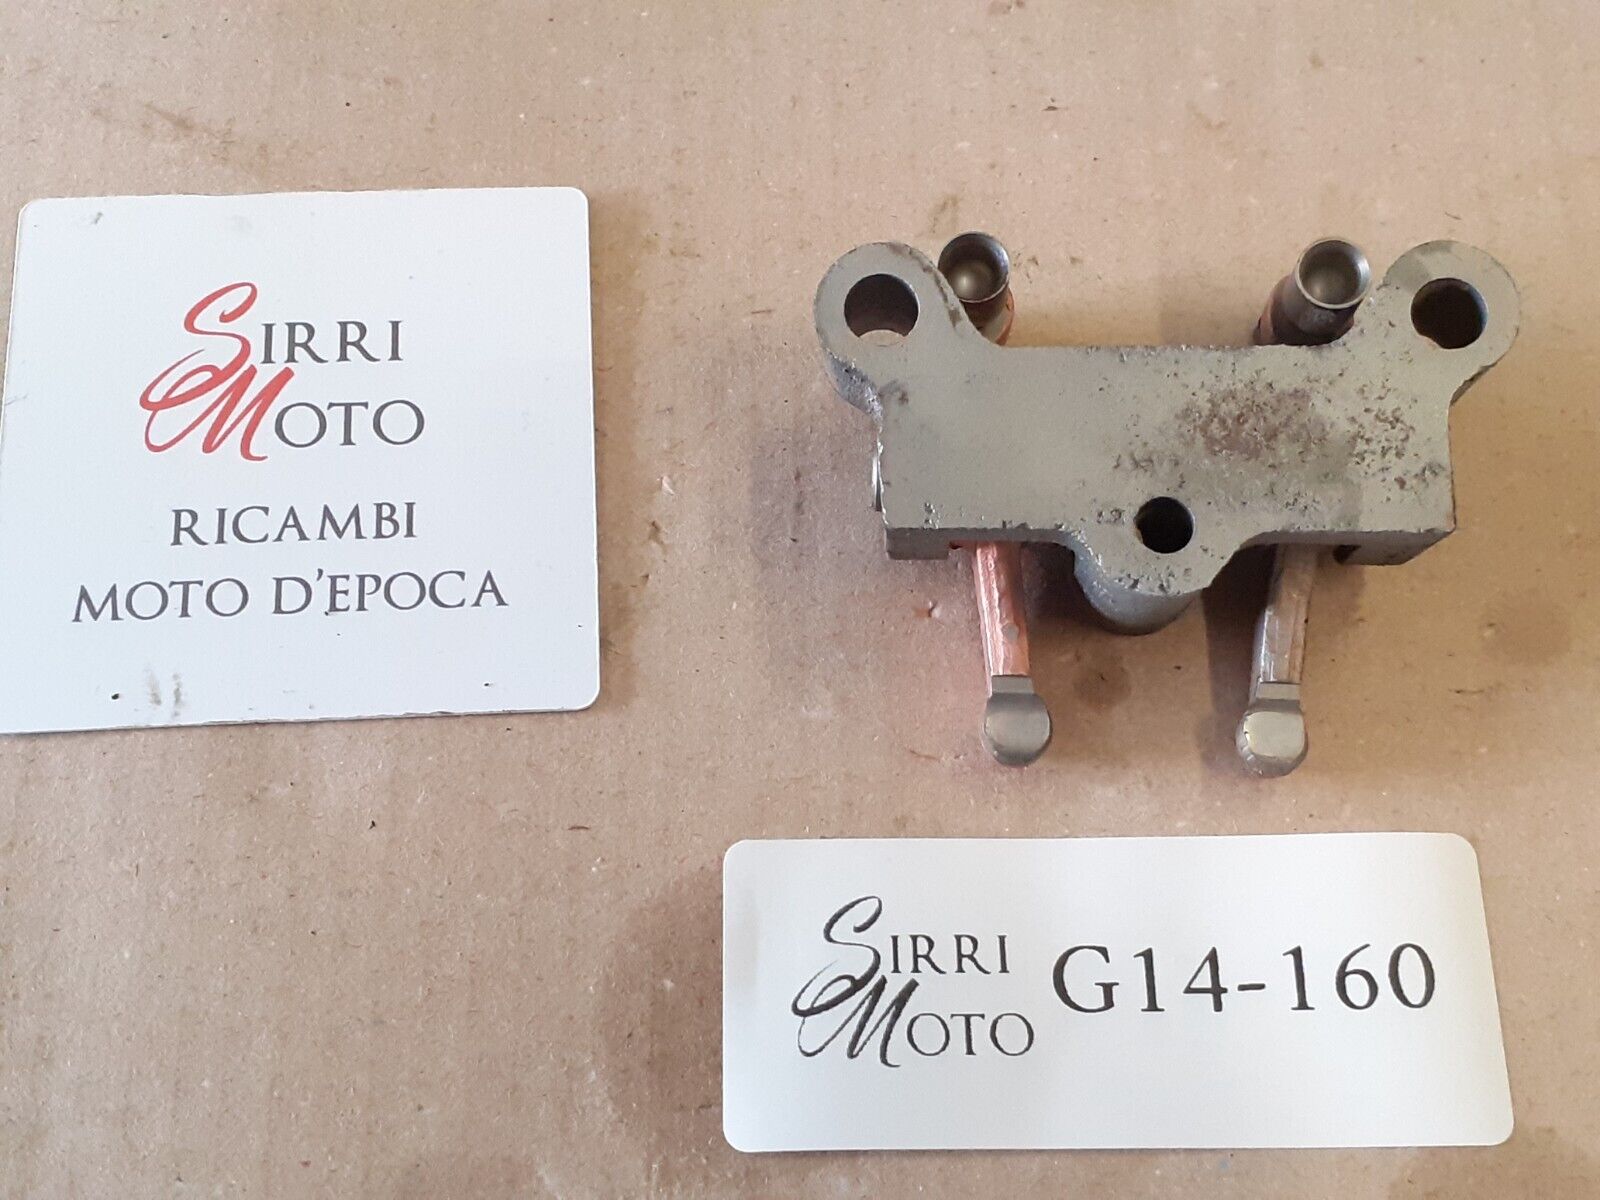 SIRRI
MOTO
RICAMBI
MOTO D'EPOCA
SIRRI
MOTO
G14-160